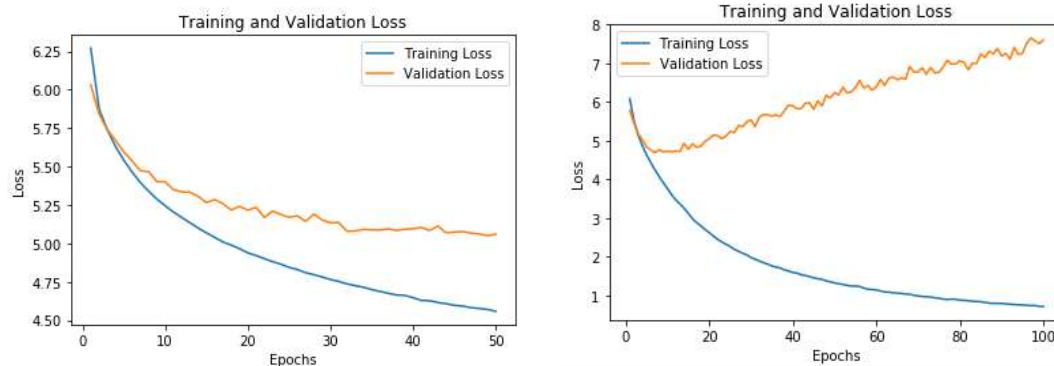 Training and Validation Loss
Training Loss
Validation Loss
6.25
6.00
5.75
5.50
5.25
5.00
4.75
4.50
Loss
0
10
20
30
40
50
Epochs
Training and Validation Loss
Training Loss
Validation Loss
8
7
6
5
4
3
2
1
Loss
0
20
40
60
80
100
Epochs